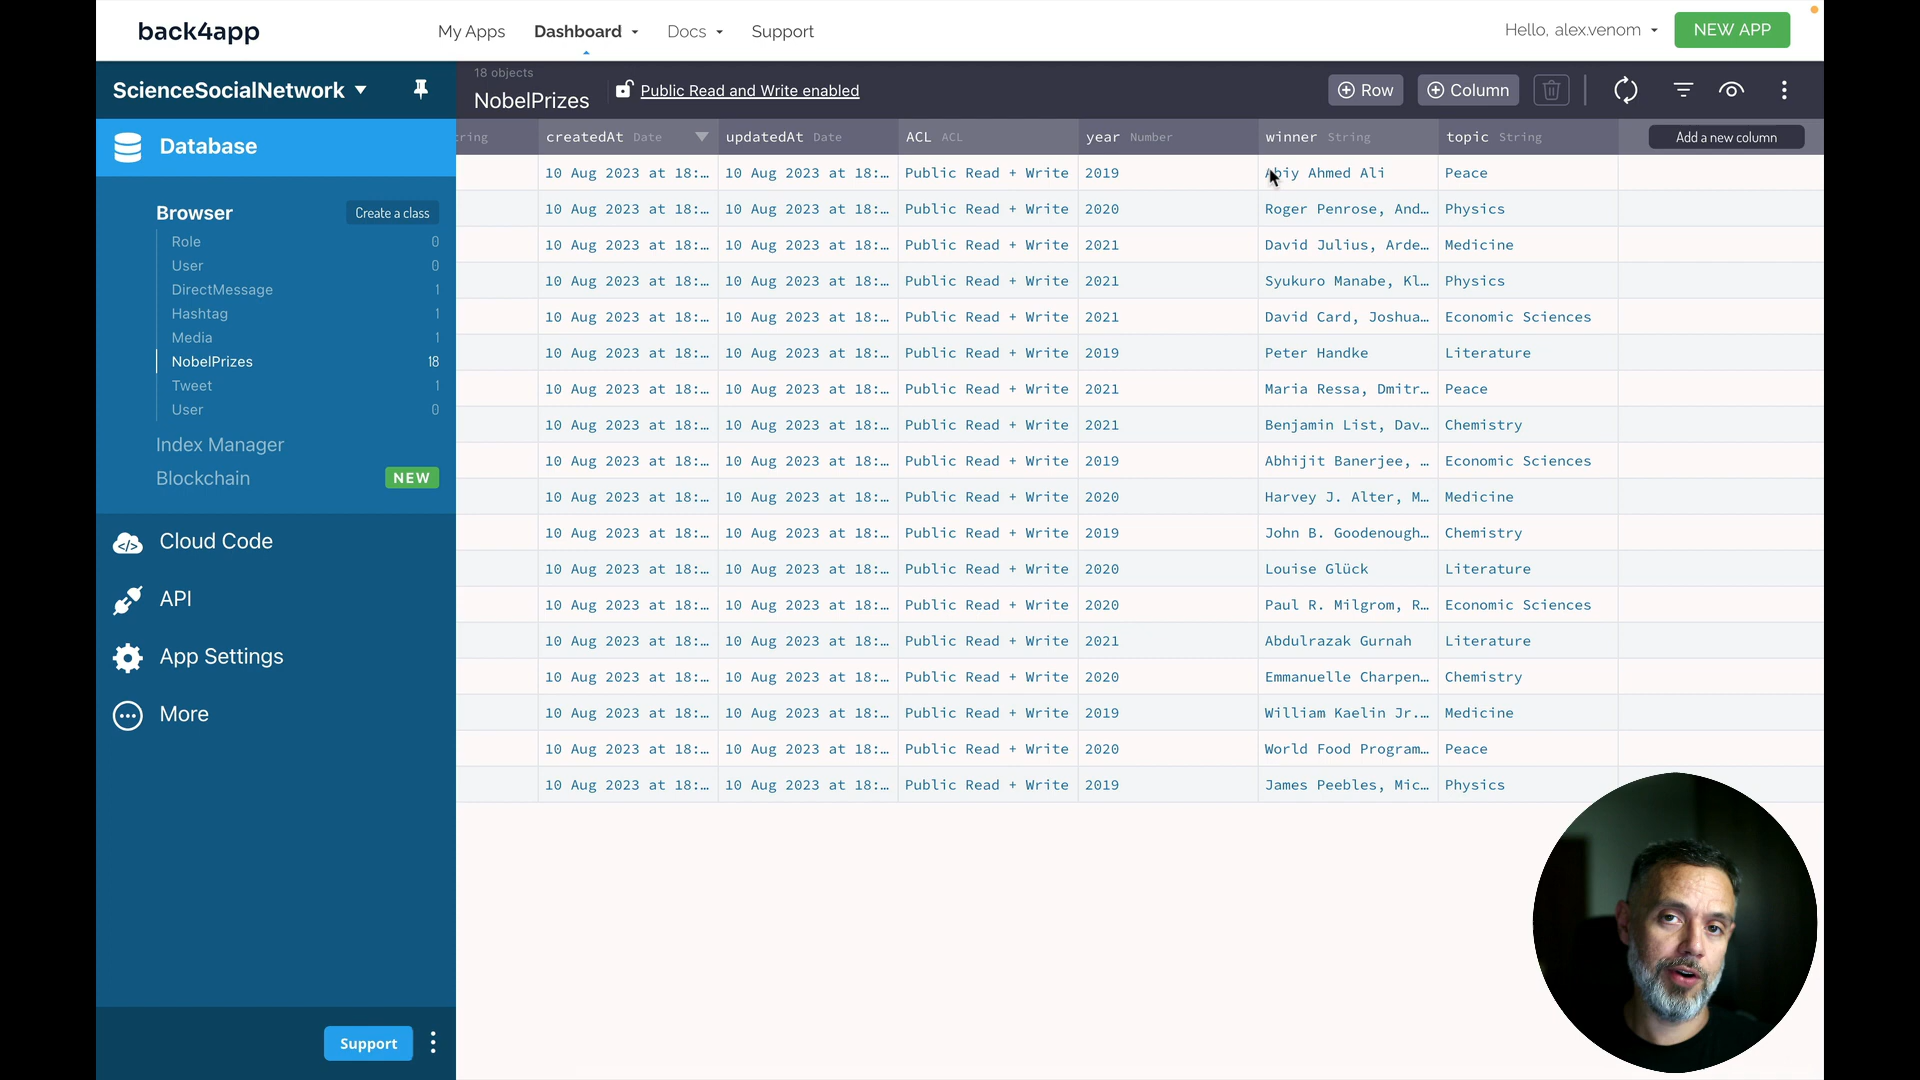 back4app
My Apps Dashboard Docs Support
Hello, alex.venom NEW APP
ScienceSocialNetwork
18 objects
NobelPrizes
Public Read and Write enabled
Row Column
Database
Browser Create a class
Role 0
User 0
DirectMessage 1
Hashtag 1
Media 1
NobelPrizes 18
Tweet 1
User 0
Index Manager
Blockchain NEW
Cloud Code
API
App Settings
More
Support
tring createdAt Date updatedAt Date ACL ACL year Number winner String topic String Add a new column
10 Aug 2023 at 18:… 10 Aug 2023 at 18:… Public Read + Write 2019 Abiy Ahmed Ali Peace
10 Aug 2023 at 18:… 10 Aug 2023 at 18:… Public Read + Write 2020 Roger Penrose, And… Physics
10 Aug 2023 at 18:… 10 Aug 2023 at 18:… Public Read + Write 2021 David Julius, Arde… Medicine
10 Aug 2023 at 18:… 10 Aug 2023 at 18:… Public Read + Write 2021 Syukuro Manabe, Kl… Physics
10 Aug 2023 at 18:… 10 Aug 2023 at 18:… Public Read + Write 2021 David Card, Joshua… Economic Sciences
10 Aug 2023 at 18:… 10 Aug 2023 at 18:… Public Read + Write 2019 Peter Handke Literature
10 Aug 2023 at 18:… 10 Aug 2023 at 18:… Public Read + Write 2021 Maria Ressa, Dmitr… Peace
10 Aug 2023 at 18:… 10 Aug 2023 at 18:… Public Read + Write 2021 Benjamin List, Dav… Chemistry
10 Aug 2023 at 18:… 10 Aug 2023 at 18:… Public Read + Write 2019 Abhijit Banerjee, … Economic Sciences
10 Aug 2023 at 18:… 10 Aug 2023 at 18:… Public Read + Write 2020 Harvey J. Alter, M… Medicine
10 Aug 2023 at 18:… 10 Aug 2023 at 18:… Public Read + Write 2019 John B. Goodenough… Chemistry
10 Aug 2023 at 18:… 10 Aug 2023 at 18:… Public Read + Write 2020 Louise Glück Literature
10 Aug 2023 at 18:… 10 Aug 2023 at 18:… Public Read + Write 2020 Paul R. Milgrom, R… Economic Sciences
10 Aug 2023 at 18:… 10 Aug 2023 at 18:… Public Read + Write 2021 Abdulrazak Gurnah Literature
10 Aug 2023 at 18:… 10 Aug 2023 at 18:… Public Read + Write 2020 Emmanuelle Charpen… Chemistry
10 Aug 2023 at 18:… 10 Aug 2023 at 18:… Public Read + Write 2019 William Kaelin Jr.… Medicine
10 Aug 2023 at 18:… 10 Aug 2023 at 18:… Public Read + Write 2020 World Food Program… Peace
10 Aug 2023 at 18:… 10 Aug 2023 at 18:… Public Read + Write 2019 James Peebles, Mic… Physics